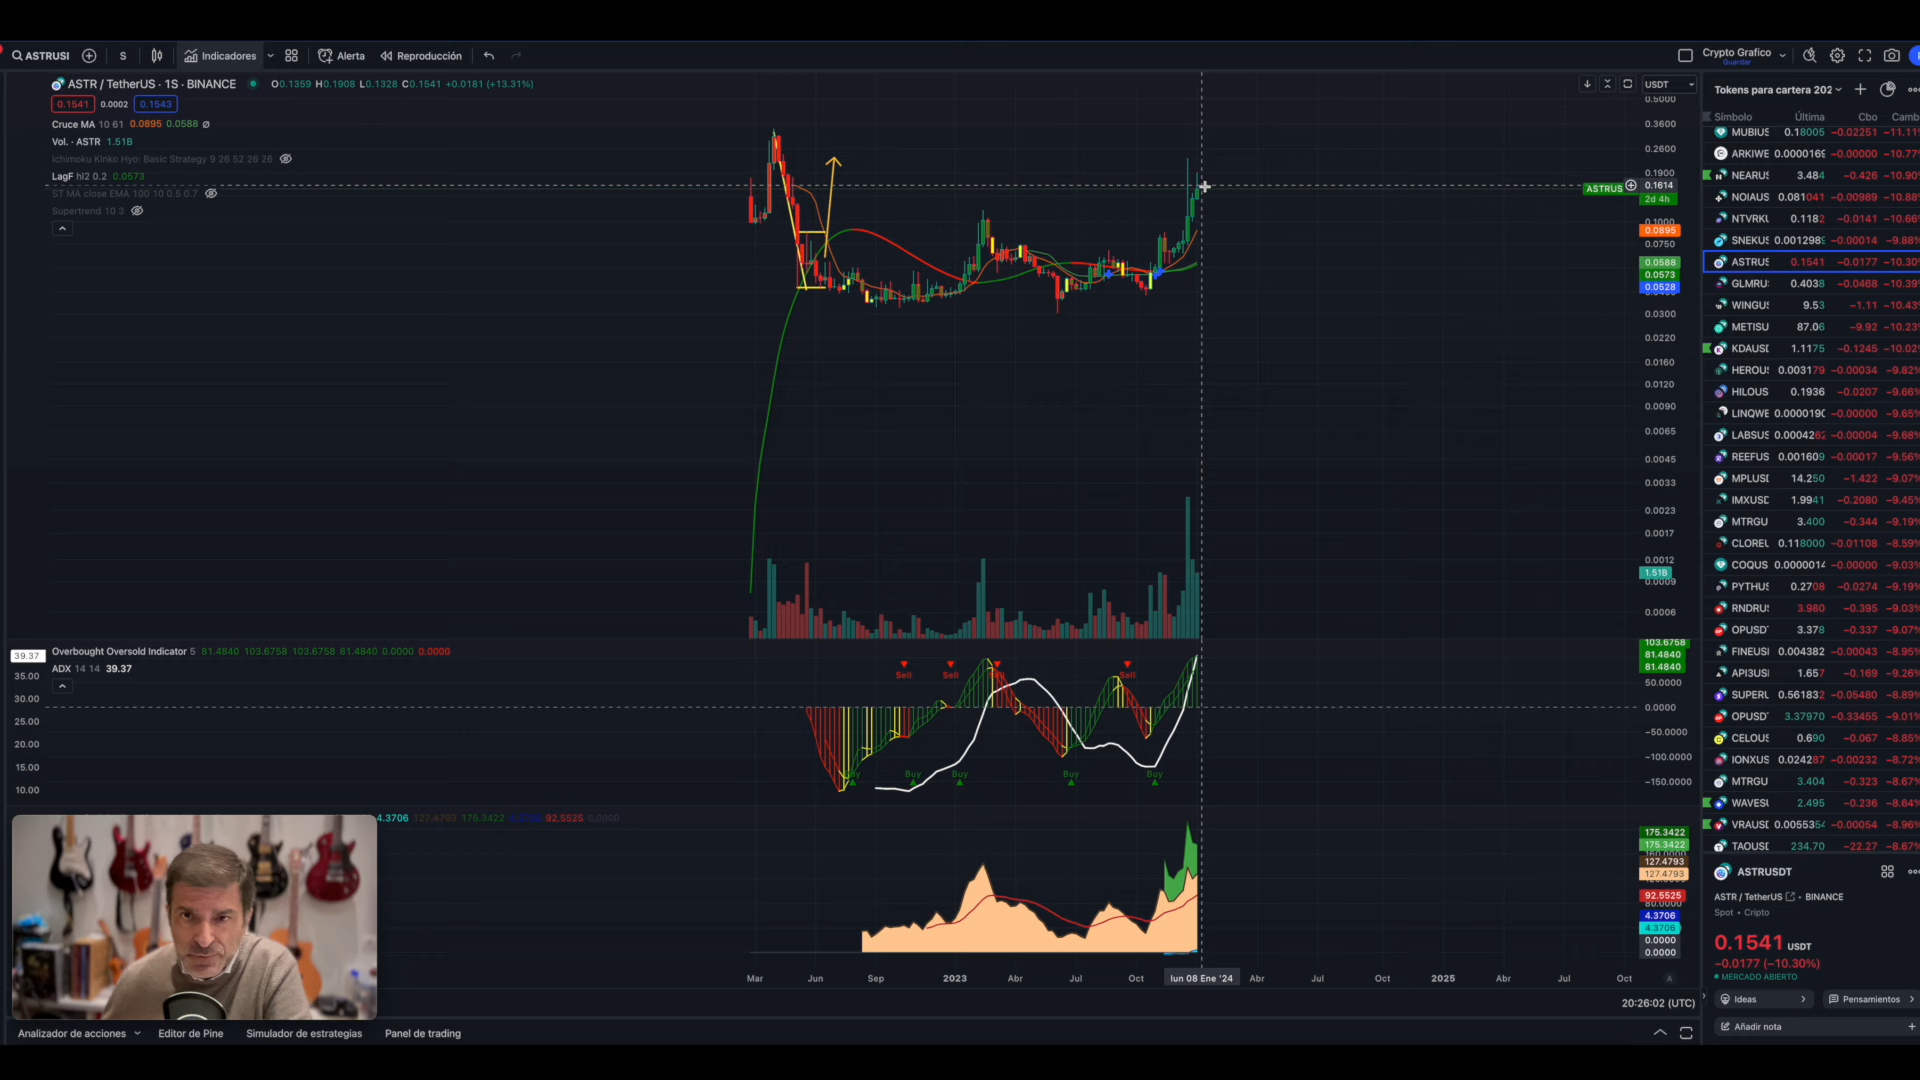 ASTRUSI
S
Indicadores
Alerta
Reproducción
Crypto Grafico
Guardar
ASTR / TetherUS · 1S · BINANCE
O0.1359 H0.1908 L0.1328 C0.1541 +0.0181 (+13.31%)
0.1541 0.0002 0.1543
Cruce MA 10 61 0.0895 0.0588 Ø
Vol. · ASTR 1.51B
Ichimoku Kinko Hyo: Basic Strategy 9 26 52 26 26
LagF hl2 0.2 0.0573
ST MA close EMA 100 10 0.5 0.7
Supertrend 10 3
USDT
0.5000
0.3600
0.2600
0.1900
ASTRUS
0.1614
2d 4h
0.1000
0.0895
0.0750
0.0588
0.0573
0.0528
0.0300
0.0220
0.0160
0.0120
0.0090
0.0065
0.0045
0.0033
0.0023
0.0017
0.0012
1.51B
0.0009
0.0006
Overbought Oversold Indicator 5 81.4840 103.6758 103.6758 81.4840 0.0000 0.0000
ADX 14 14 39.37
39.37
35.00
30.00
25.00
20.00
15.00
10.00
Sell
Sell
Sell
Buy
Buy
Buy
Buy
103.6758
81.4840
81.4840
50.0000
0.0000
−50.0000
−100.0000
−150.0000
4.3706 127.4793 175.3422 92.5525 0.0000
175.3422
175.3422
127.4793
127.4793
92.5525
80.0000
4.3706
4.3706
0.0000
0.0000
Mar Jun Sep 2023 Abr Jul Oct lun 08 Ene '24 Abr Jul Oct 2025 Abr Jul Oct
A
20:26:02 (UTC)
Analizador de acciones
Editor de Pine
Simulador de estrategias
Panel de trading
Tokens para cartera 202
Símbolo Última Cbo Camb
MUBIUS 0.18005 −0.02251 −11.11%
ARKIWE 0.0000169 −0.00000 −10.77%
NEARUS 3.484 −0.426 −10.90%
NOIAUS 0.081041 −0.00989 −10.88%
NTVRKL 0.1182 −0.0141 −10.66%
SNEKUS 0.0012989 −0.00014 −9.88%
ASTRUS 0.1541 −0.0177 −10.30%
GLMRU: 0.4038 −0.0468 −10.39%
WINGU: 9.53 −1.11 −10.43%
METISU 87.06 −9.92 −10.23%
KDAUSD 1.1175 −0.1245 −10.02%
HEROU: 0.003179 −0.00034 −9.82%
HILOUS 0.1936 −0.0207 −9.66%
LINQWE 0.0000190 −0.00000 −9.65%
LABSUS 0.0004262 −0.00004 −9.68%
REEFUS 0.001609 −0.00017 −9.56%
MPLUSD 14.250 −1.422 −9.07%
IMXUSD 1.9941 −0.2080 −9.45%
MTRGU 3.400 −0.344 −9.19%
CLOREL 0.118000 −0.01108 −8.59%
COQUS 0.0000014 −0.00000 −9.03%
PYTHUS 0.2708 −0.0274 −9.19%
RNDRU: 3.980 −0.395 −9.03%
OPUSD 3.378 −0.337 −9.07%
FINEUSI 0.004382 −0.00043 −8.95%
API3US 1.657 −0.169 −9.26%
SUPERL 0.561832 −0.05480 −8.89%
OPUSD 3.37970 −0.33455 −9.01%
CELOUS 0.690 −0.067 −8.85%
IONXUS 0.024287 −0.00232 −8.72%
MTRGU 3.404 −0.323 −8.67%
WAVESL 2.495 −0.236 −8.64%
VRAUSD 0.0055354 −0.00054 −8.96%
TAOUSD 234.70 −22.27 −8.67%
ASTRUSDT
ASTR / TetherUS · BINANCE
Spot · Cripto
0.1541 USDT
−0.0177 (−10.30%)
MERCADO ABIERTO
Ideas
Pensamientos
Añadir nota